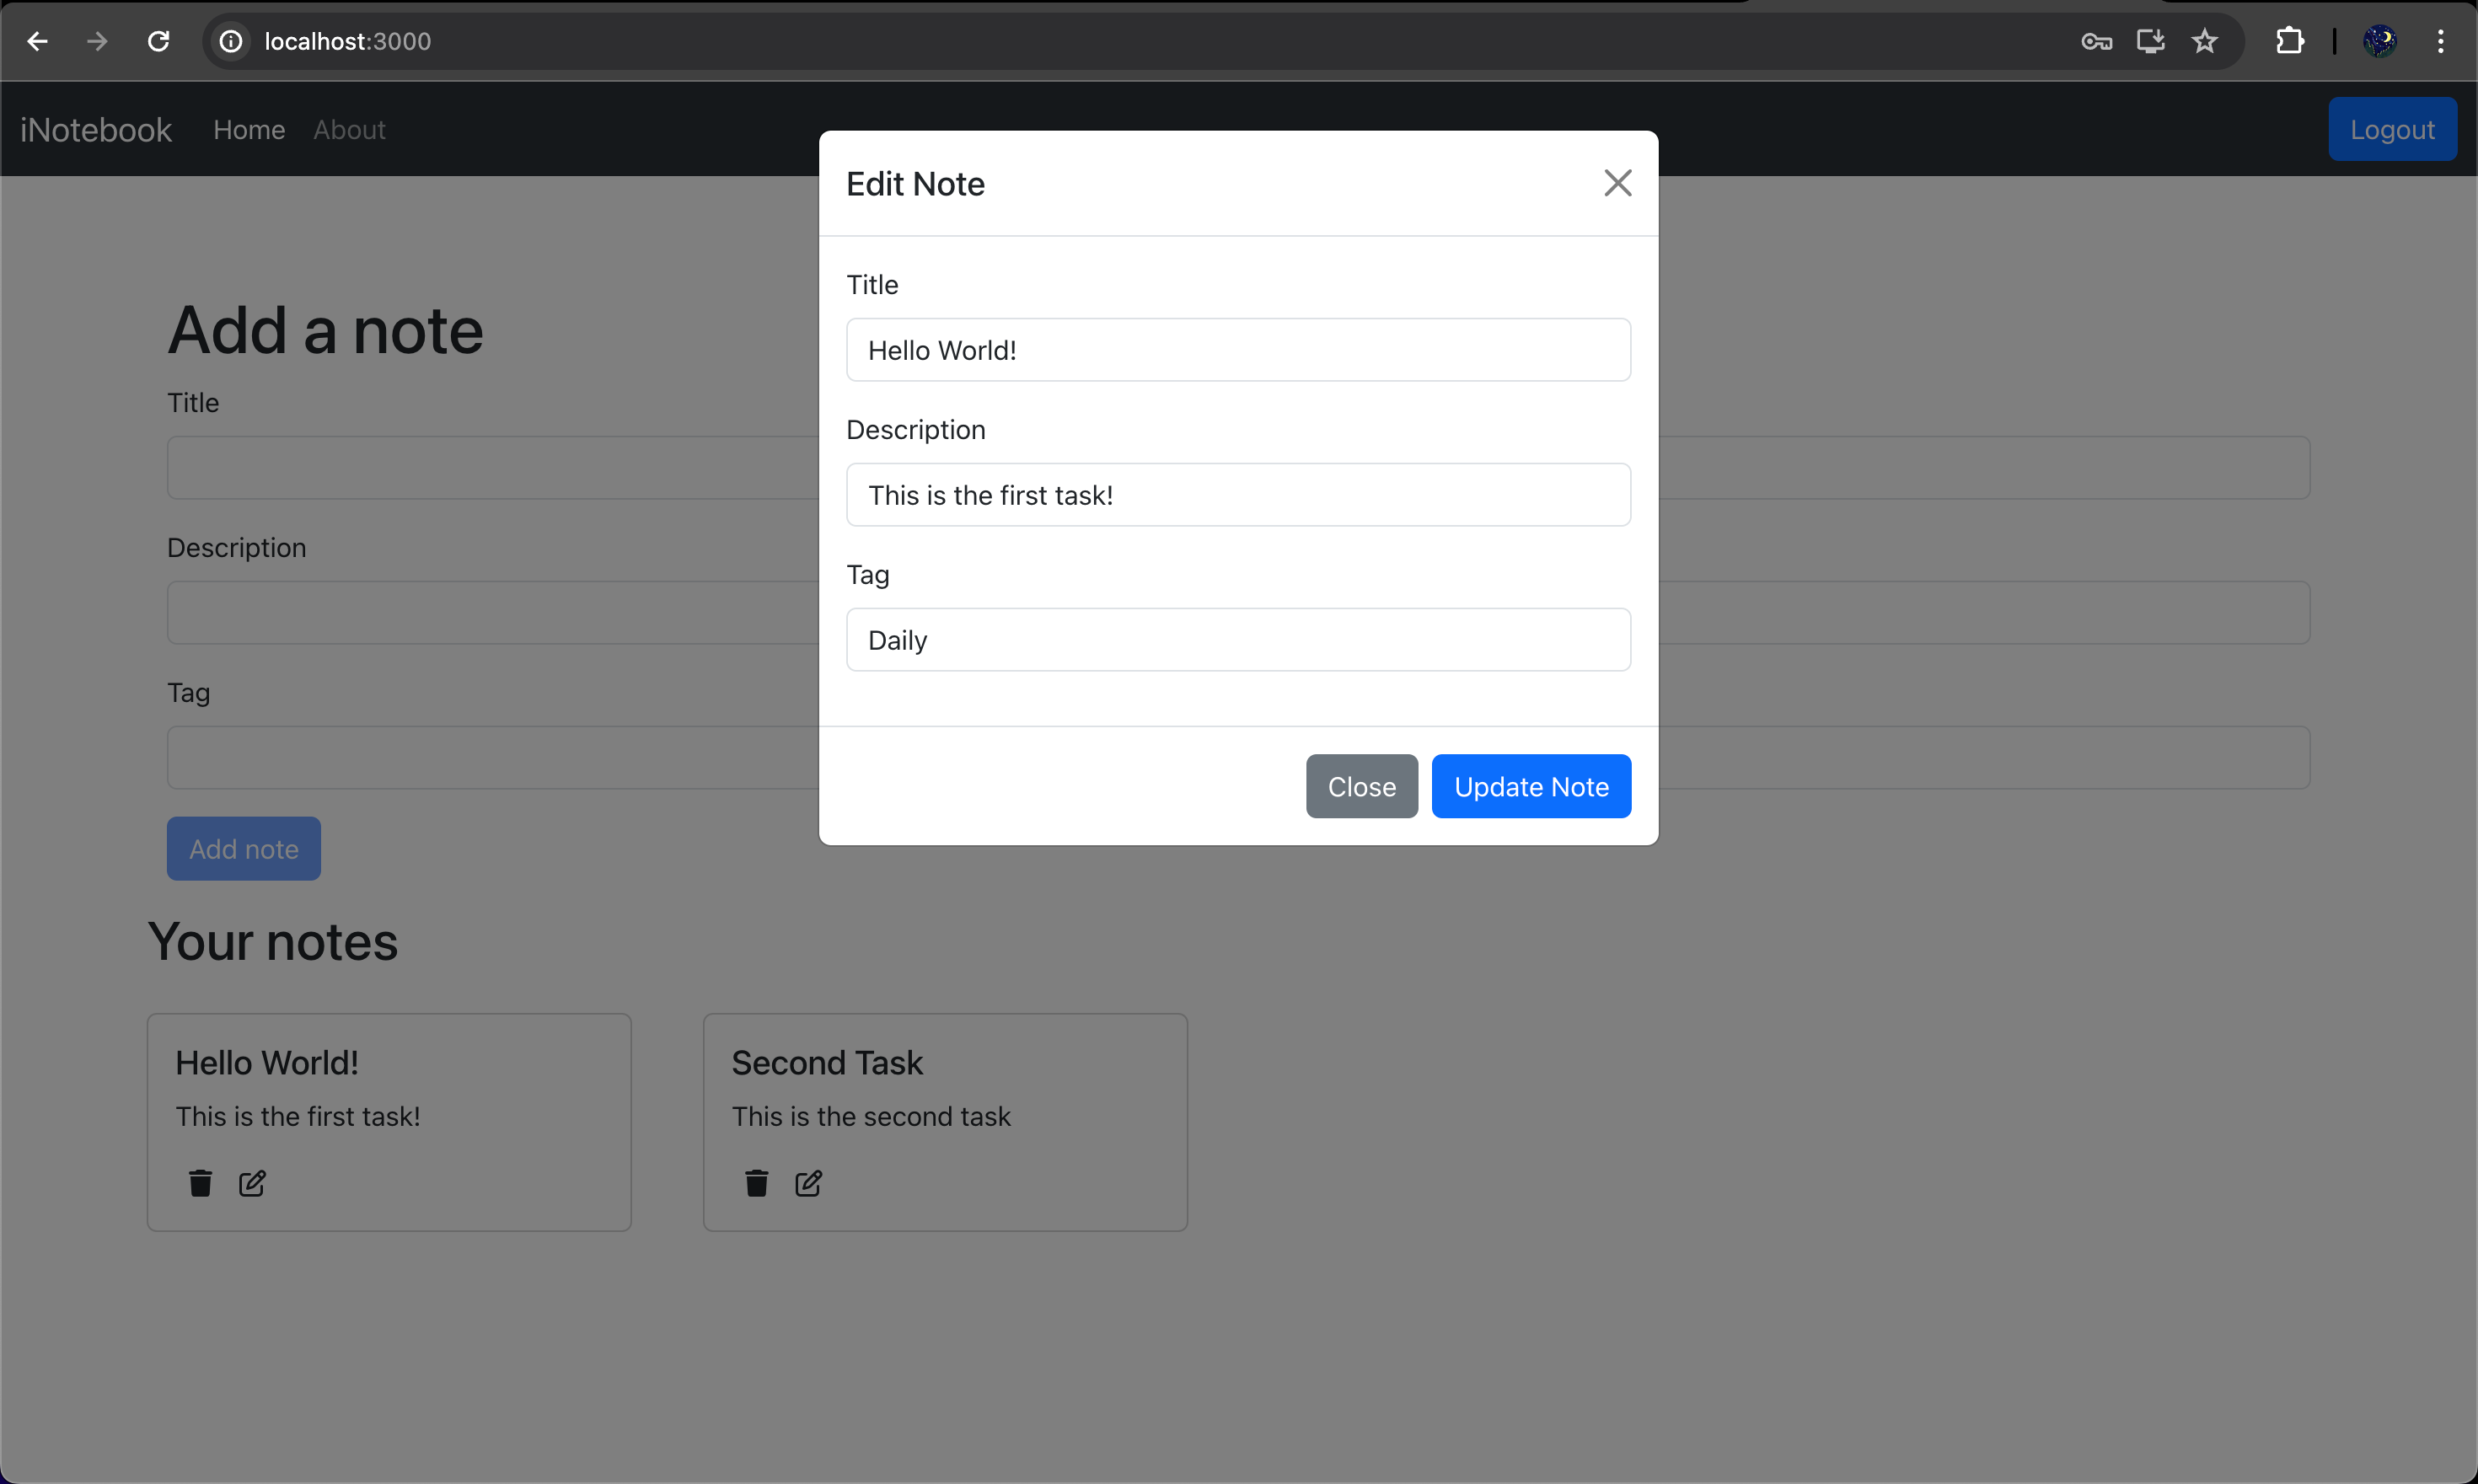 localhost:3000
iNotebook Home About Logout
Edit Note
Title
Hello World!
Description
This is the first task!
Tag
Daily
Close Update Note
Add a note
Title
Description
Tag
Add note
Your notes
Hello World!
This is the first task!
Second Task
This is the second task